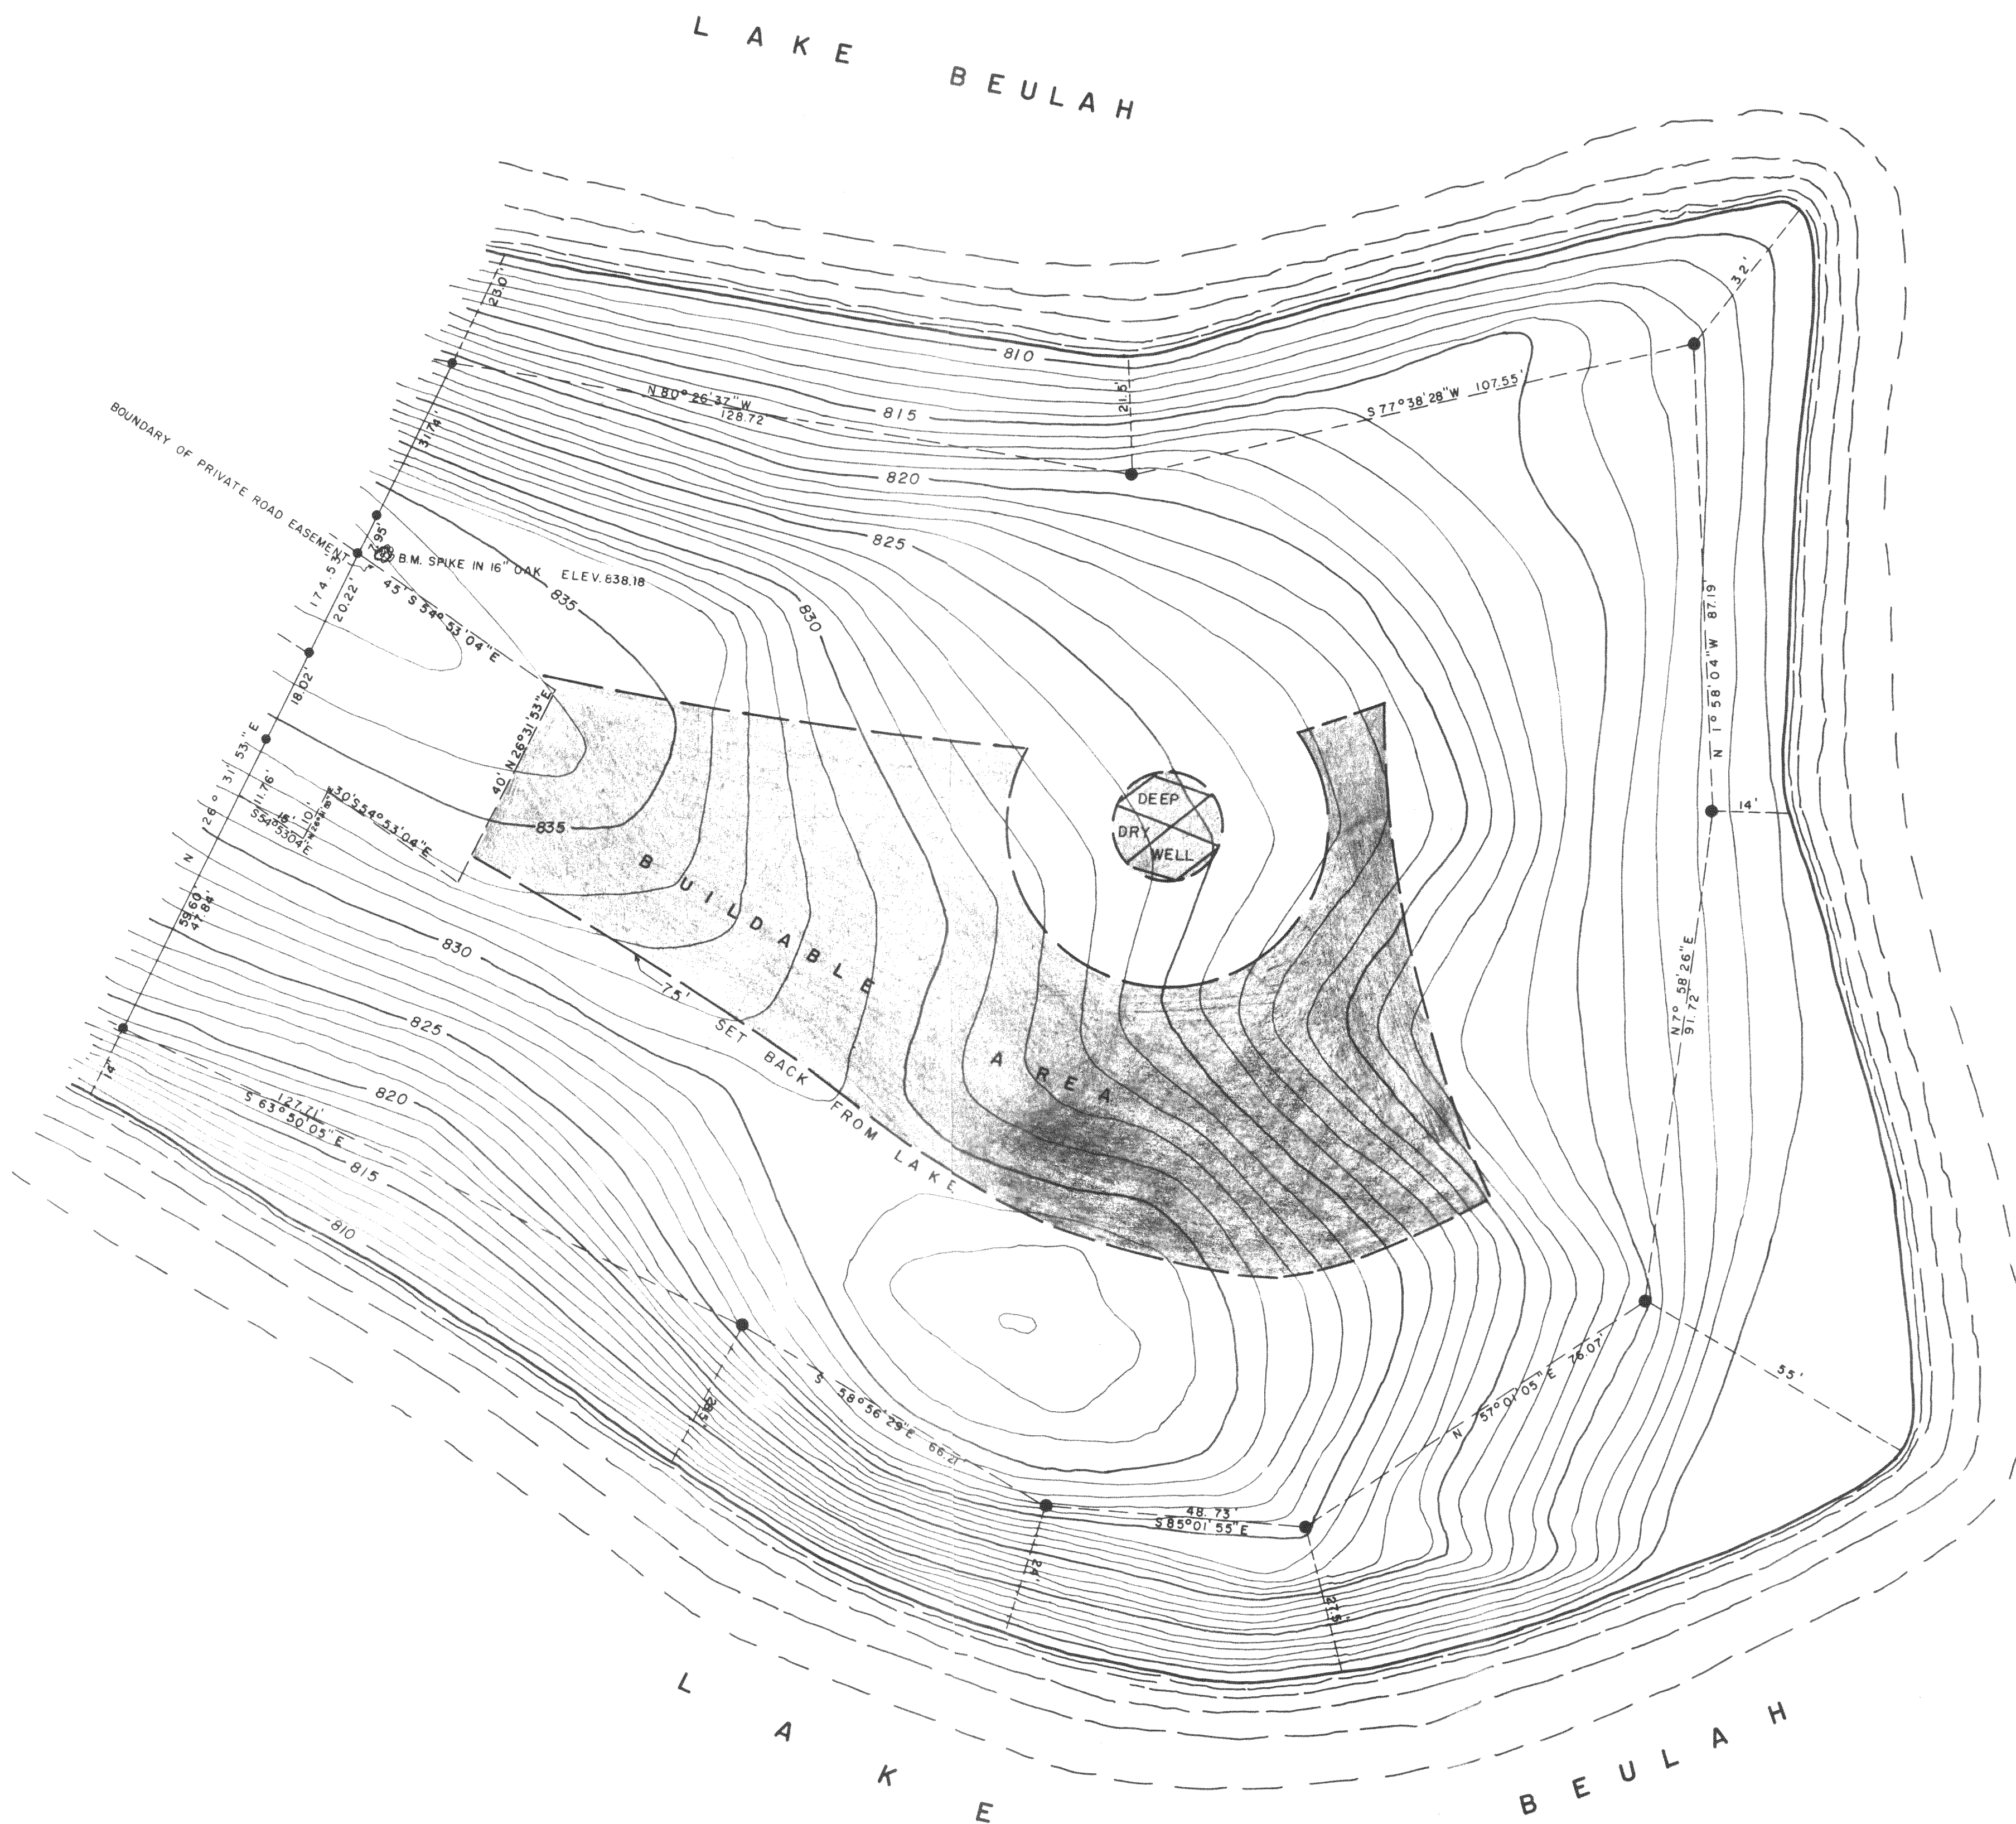 LAKE BEULAH
23.0'
32'
810
N 80° 26' 37" W
128.72
21.5'
S 77° 38' 28" W 107.55'
815
31.74'
BOUNDARY OF PRIVATE ROAD EASEMENT
820
825
7.95'
B.M. SPIKE IN 16" OAK ELEV. 838.18
174.53'
20.22'
45' S 54° 53' 04" E
835
830
N 1° 58' 04" W 87.19'
18.02'
40' N 26° 31' 53" E
N 26° 31' 53" E
11.76'
15'
S 54° 53' 04" E
10'
30' S 54° 53' 04" E
835
DEEP
DRY
WELL
14'
BUILDABLE
AREA
59.60'
47.84'
830
75'
SET BACK FROM LAKE
N 7° 58' 26" E
91.72'
825
14'
820
127.71'
S 63° 50' 05" E
815
810
S 58° 56' 29" E 66.21'
N 57° 01' 05" E 76.07'
55'
48.73'
S 85° 01' 55" E
24'
27.5'
LAKE BEULAH